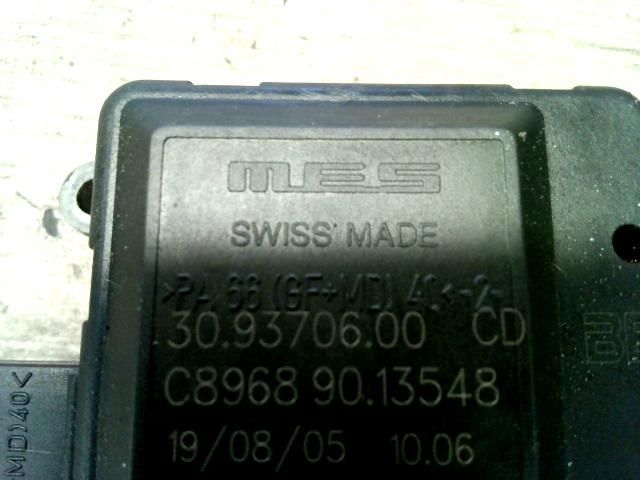 MES
SWISS MADE
>PA 66 (GF+MD) 40<-2-
30.93706.00 CD
C8968 90.13548
19/08/05 10.06
MD)40<